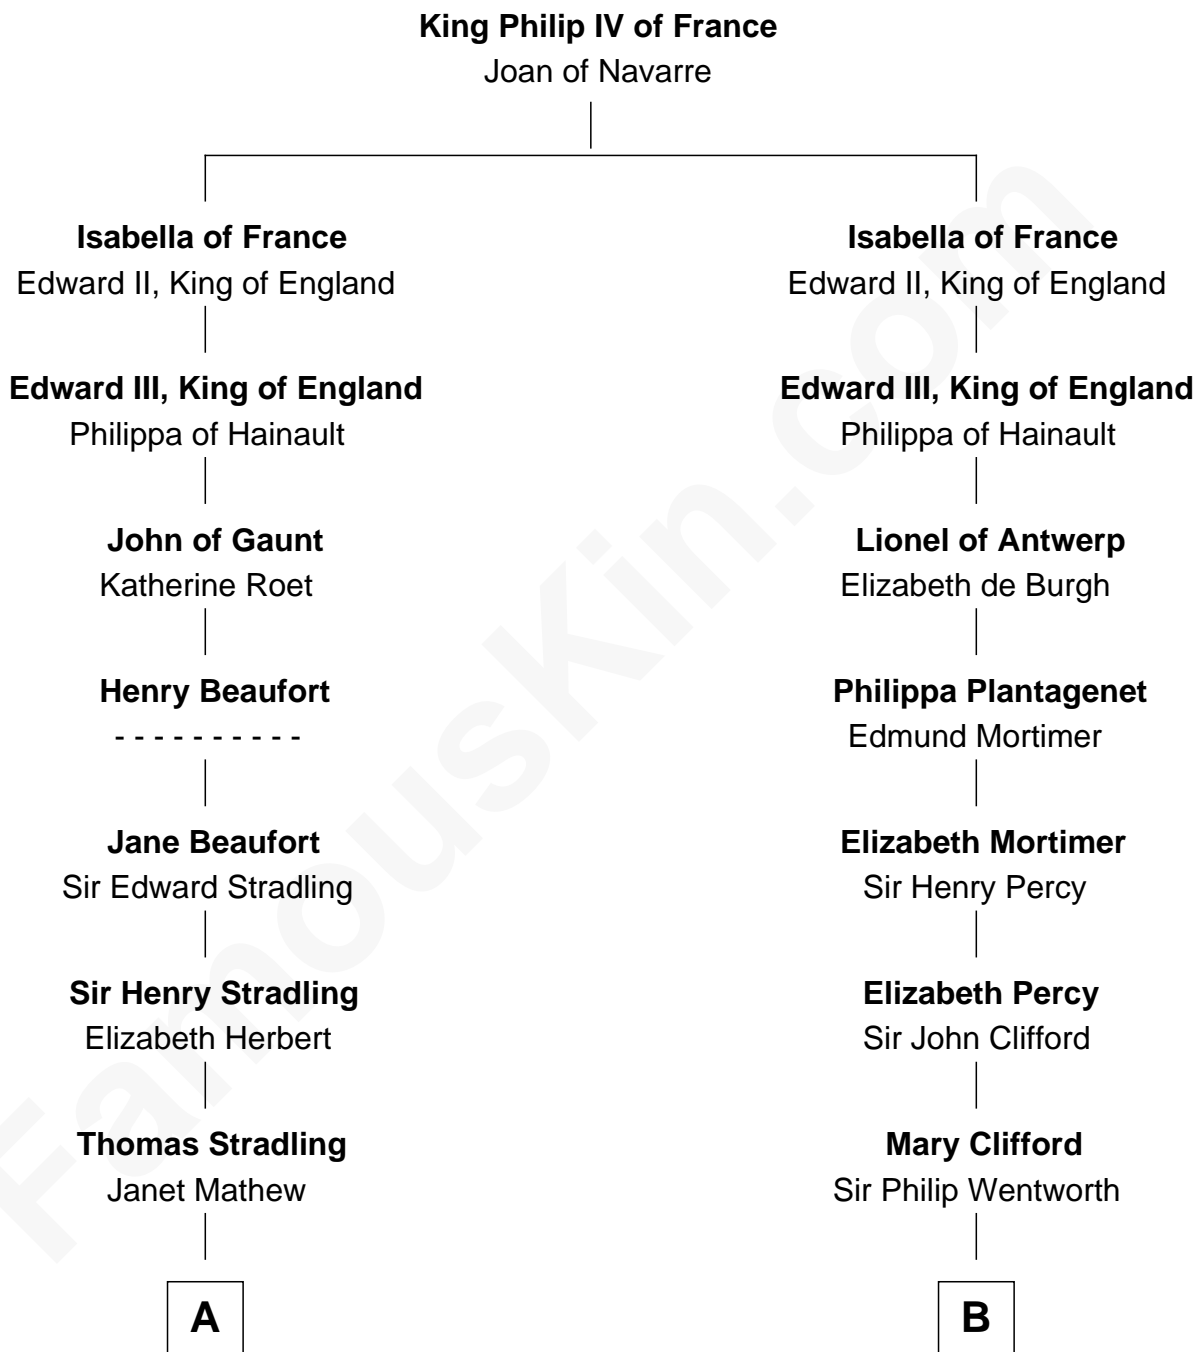 King Philip IV of France
Joan of Navarre
Isabella of France
Edward II, King of England
Edward III, King of England
Philippa of Hainault
John of Gaunt
Katherine Roet
Henry Beaufort
- - - - - - - - - -
Jane Beaufort
Sir Edward Stradling
Sir Henry Stradling
Elizabeth Herbert
Thomas Stradling
Janet Mathew
A
Isabella of France
Edward II, King of England
Edward III, King of England
Philippa of Hainault
Lionel of Antwerp
Elizabeth de Burgh
Philippa Plantagenet
Edmund Mortimer
Elizabeth Mortimer
Sir Henry Percy
Elizabeth Percy
Sir John Clifford
Mary Clifford
Sir Philip Wentworth
B
FamousKin.com